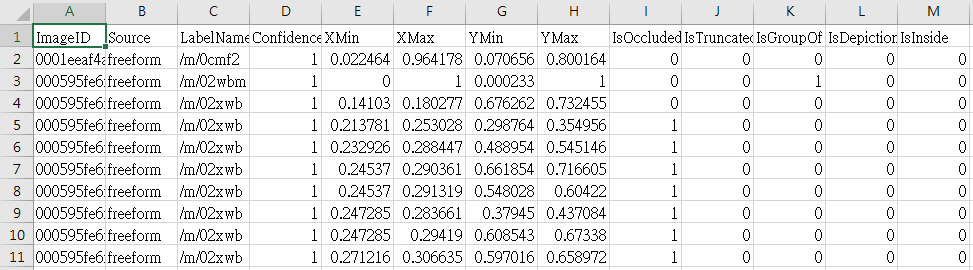 A B C D E F G H I J K L M
1 ImageID Source LabelName Confidence XMin XMax YMin YMax IsOccluded IsTruncated IsGroupOf IsDepiction IsInside
2 0001eeaf4a freeform /m/0cmf2 1 0.022464 0.964178 0.070656 0.800164 0 0 0 0 0
3 000595fe6 freeform /m/02wbm 1 0 1 0.000233 1 0 0 1 0 0
4 000595fe6 freeform /m/02xwb 1 0.14103 0.180277 0.676262 0.732455 0 0 0 0 0
5 000595fe6 freeform /m/02xwb 1 0.213781 0.253028 0.298764 0.354956 1 0 0 0 0
6 000595fe6 freeform /m/02xwb 1 0.232926 0.288447 0.488954 0.545146 1 0 0 0 0
7 000595fe6 freeform /m/02xwb 1 0.24537 0.290361 0.661854 0.716605 1 0 0 0 0
8 000595fe6 freeform /m/02xwb 1 0.24537 0.291319 0.548028 0.60422 1 0 0 0 0
9 000595fe6 freeform /m/02xwb 1 0.247285 0.283661 0.37945 0.437084 1 0 0 0 0
10 000595fe6 freeform /m/02xwb 1 0.247285 0.29419 0.608543 0.67338 1 0 0 0 0
11 000595fe6 freeform /m/02xwb 1 0.271216 0.306635 0.597016 0.658972 1 0 0 0 0